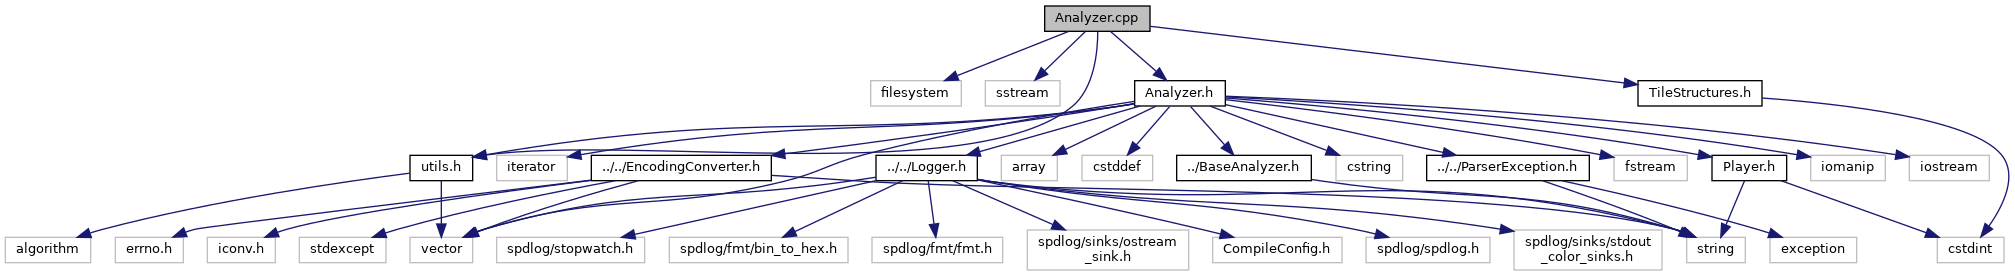 Analyzer.cpp
filesystem
sstream
Analyzer.h
TileStructures.h
utils.h
iterator
../../EncodingConverter.h
../../Logger.h
array
cstddef
../BaseAnalyzer.h
cstring
../../ParserException.h
fstream
Player.h
iomanip
iostream
algorithm
errno.h
iconv.h
stdexcept
vector
spdlog/stopwatch.h
spdlog/fmt/bin_to_hex.h
spdlog/fmt/fmt.h
spdlog/sinks/ostream
_sink.h
CompileConfig.h
spdlog/spdlog.h
spdlog/sinks/stdout
_color_sinks.h
string
exception
cstdint